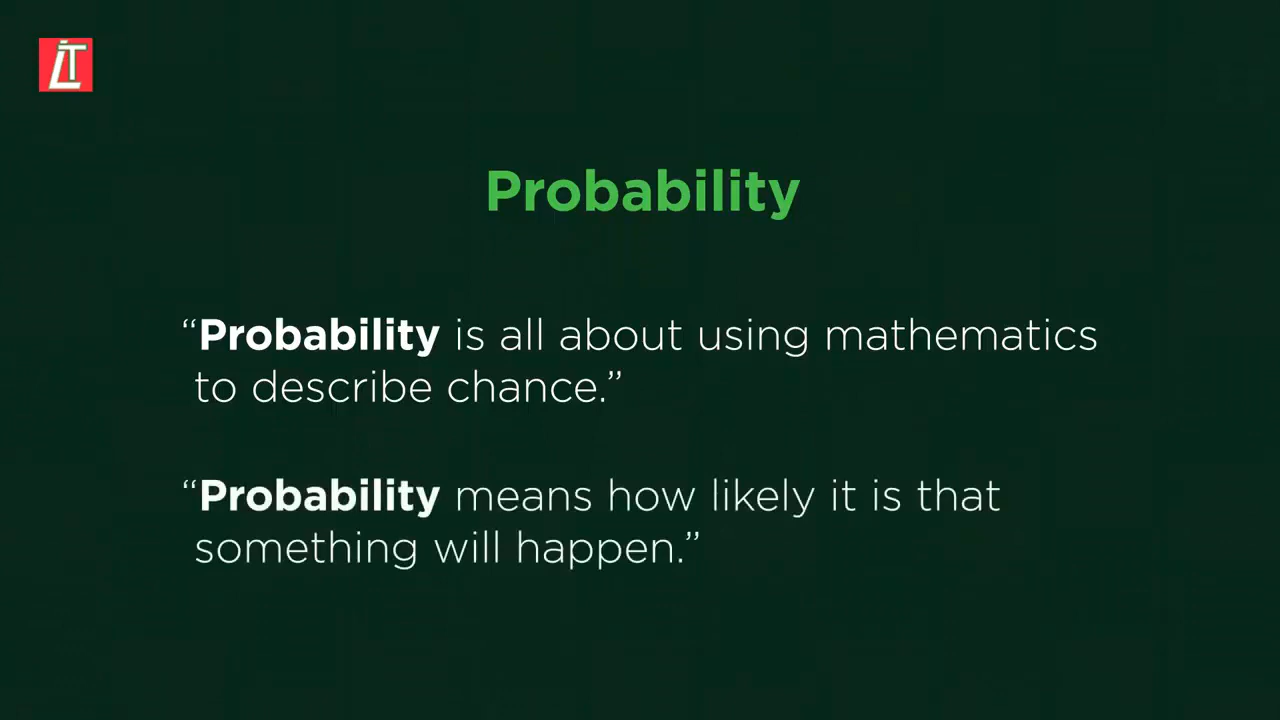 LiT
Probability
“Probability is all about using mathematics
to describe chance.”
“Probability means how likely it is that
something will happen.”